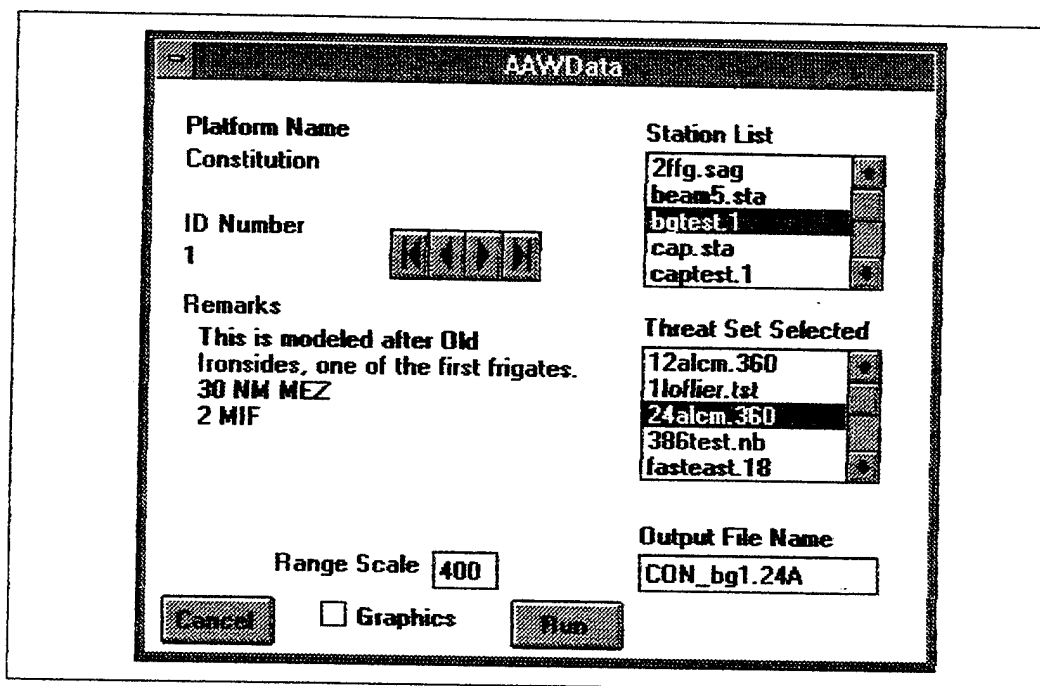 AAWData
Platform Name
Constitution
ID Number
1
Remarks
This is modeled after Old
Ironsides, one of the first frigates.
30 NM MEZ
2 MIF
Station List
2ffg.sag
beam5.sta
bgtest.1
cap.sta
captest.1
Threat Set Selected
12alcm.360
1loflier.tst
24alcm.360
386test.nb
fasteast.18
Output File Name
CON_bg1.24A
Range Scale 400
Cancel
Graphics
Run